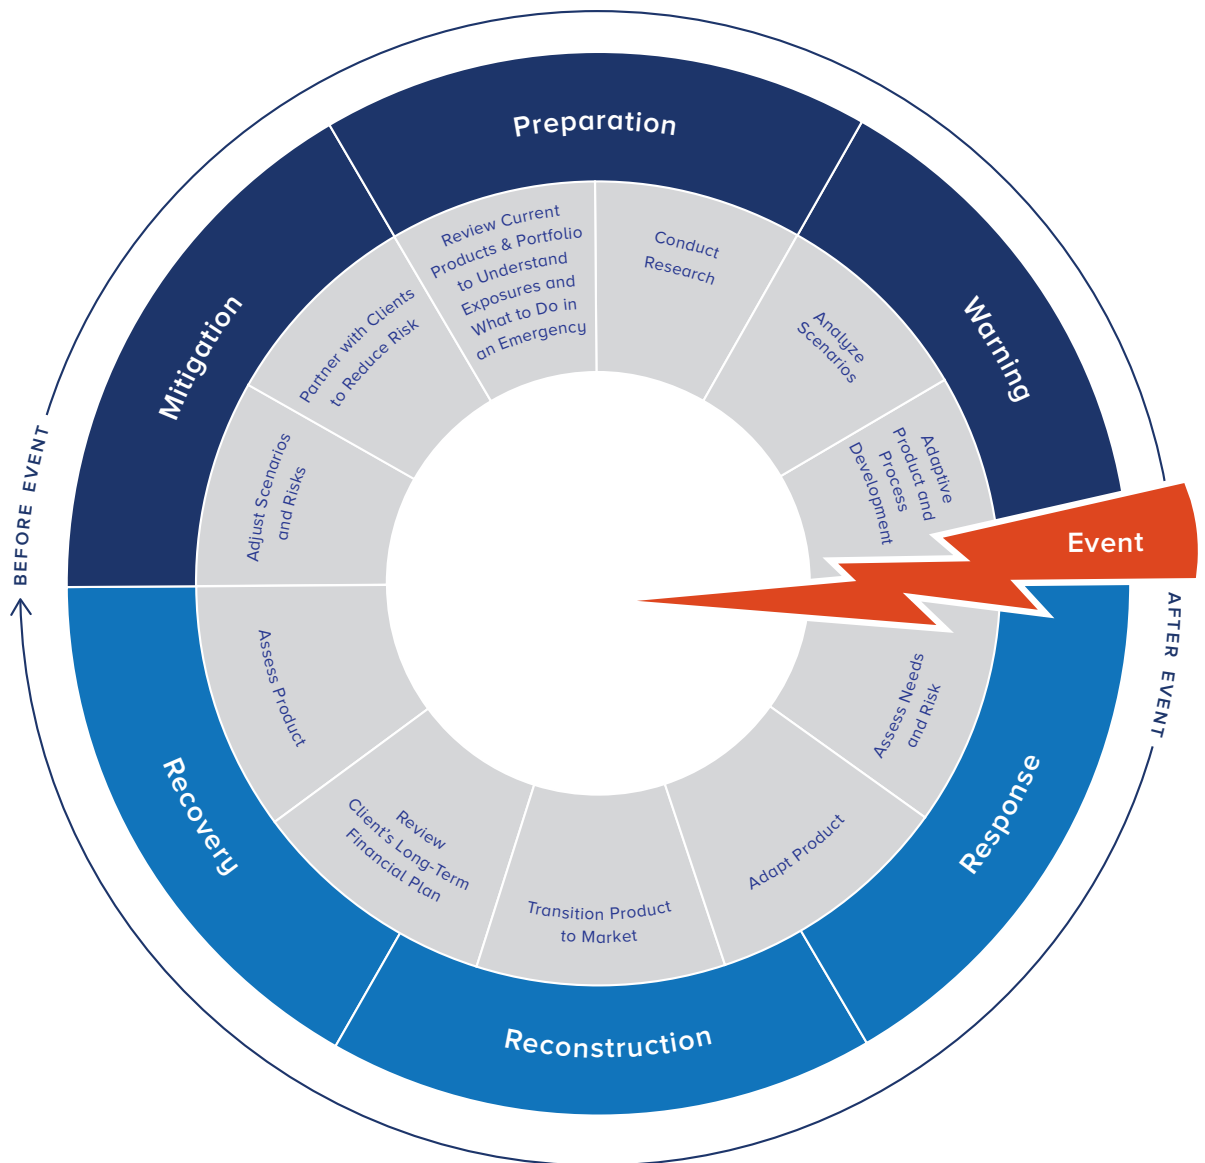 BEFORE EVENT
Mitigation
Preparation
Warning
Event
AFTER EVENT
Response
Reconstruction
Recovery
Adjust Scenarios
and Risks
Partner with Clients
to Reduce Risk
Review Current
Products & Portfolio
to Understand
Exposures and
What to Do in
an Emergency
Conduct
Research
Analyze
Scenarios
Adaptive
Product and
Process
Development
Assess Needs
and Risk
Adapt Product
Transition Product
to Market
Review
Client’s Long-Term
Financial Plan
Assess Product